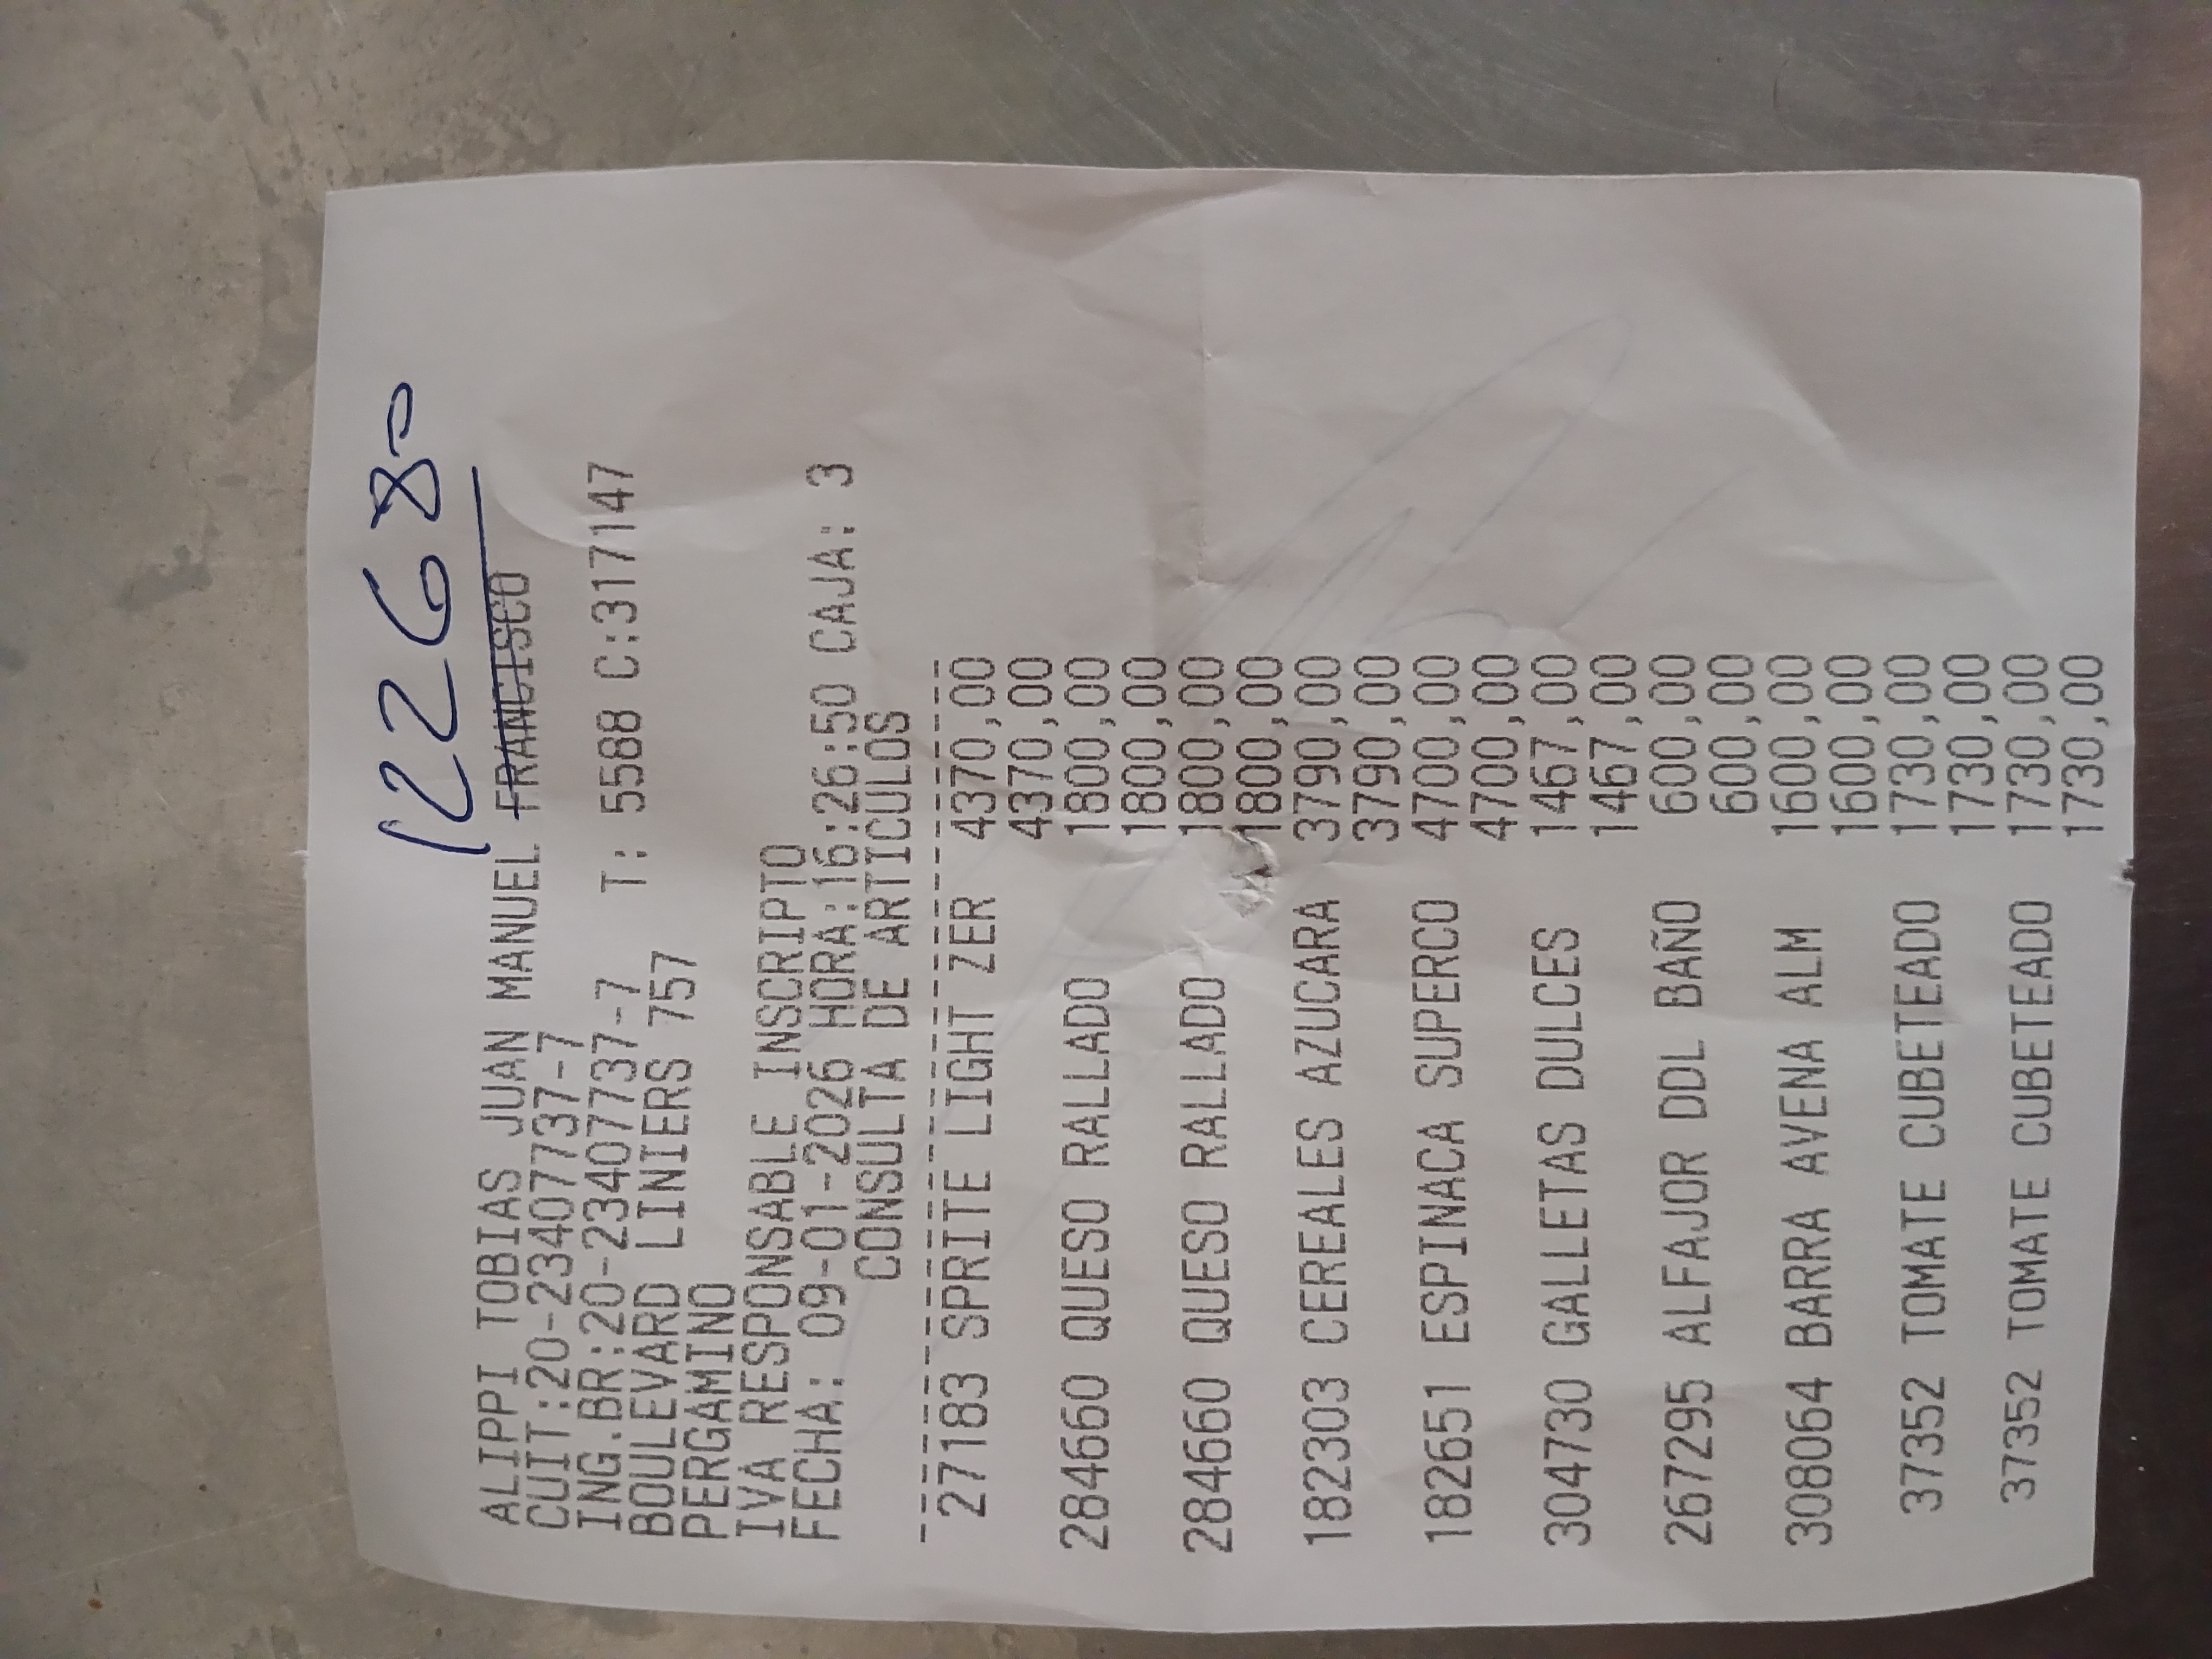 12268
ALIPPI TOBIAS JUAN MANUEL FRANCISCO
CUIT:20-23407737-7
ING.BR:20-23407737-7 T: 5588 C:317147
BOULEVARD LINIERS 757
PERGAMINO
IVA RESPONSABLE INSCRIPTO
FECHA: 09-01-2026 HORA:16:26:50 CAJA: 3
CONSULTA DE ARTICULOS
27183 SPRITE LIGHT ZER 4370,00
4370,00
284660 QUESO RALLADO 1800,00
1800,00
284660 QUESO RALLADO 1800,00
1800,00
182303 CEREALES AZUCARA 3790,00
3790,00
182651 ESPINACA SUPERCO 4700,00
4700,00
304730 GALLETAS DULCES 1467,00
1467,00
267295 ALFAJOR DDL BAÑO 600,00
600,00
308064 BARRA AVENA ALM 1600,00
1600,00
37352 TOMATE CUBETEADO 1730,00
1730,00
37352 TOMATE CUBETEADO 1730,00
1730,00